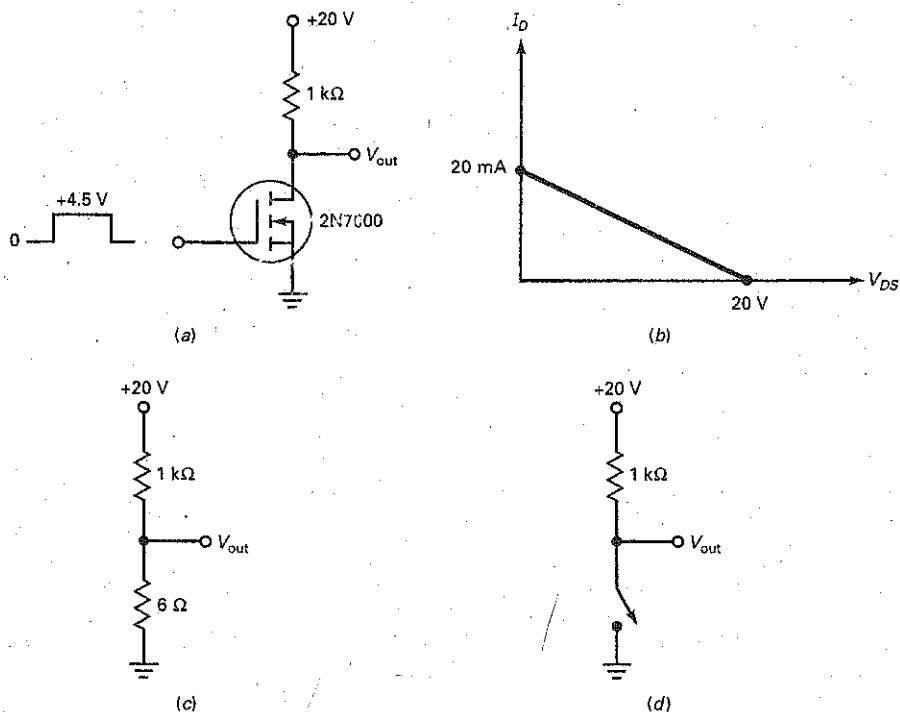 +20 V
1 kΩ
V_out
+4.5 V
0
2N7000
(a)
I_D
20 mA
V_DS
20 V
(b)
+20 V
1 kΩ
V_out
6 Ω
(c)
+20 V
1 kΩ
V_out
(d)